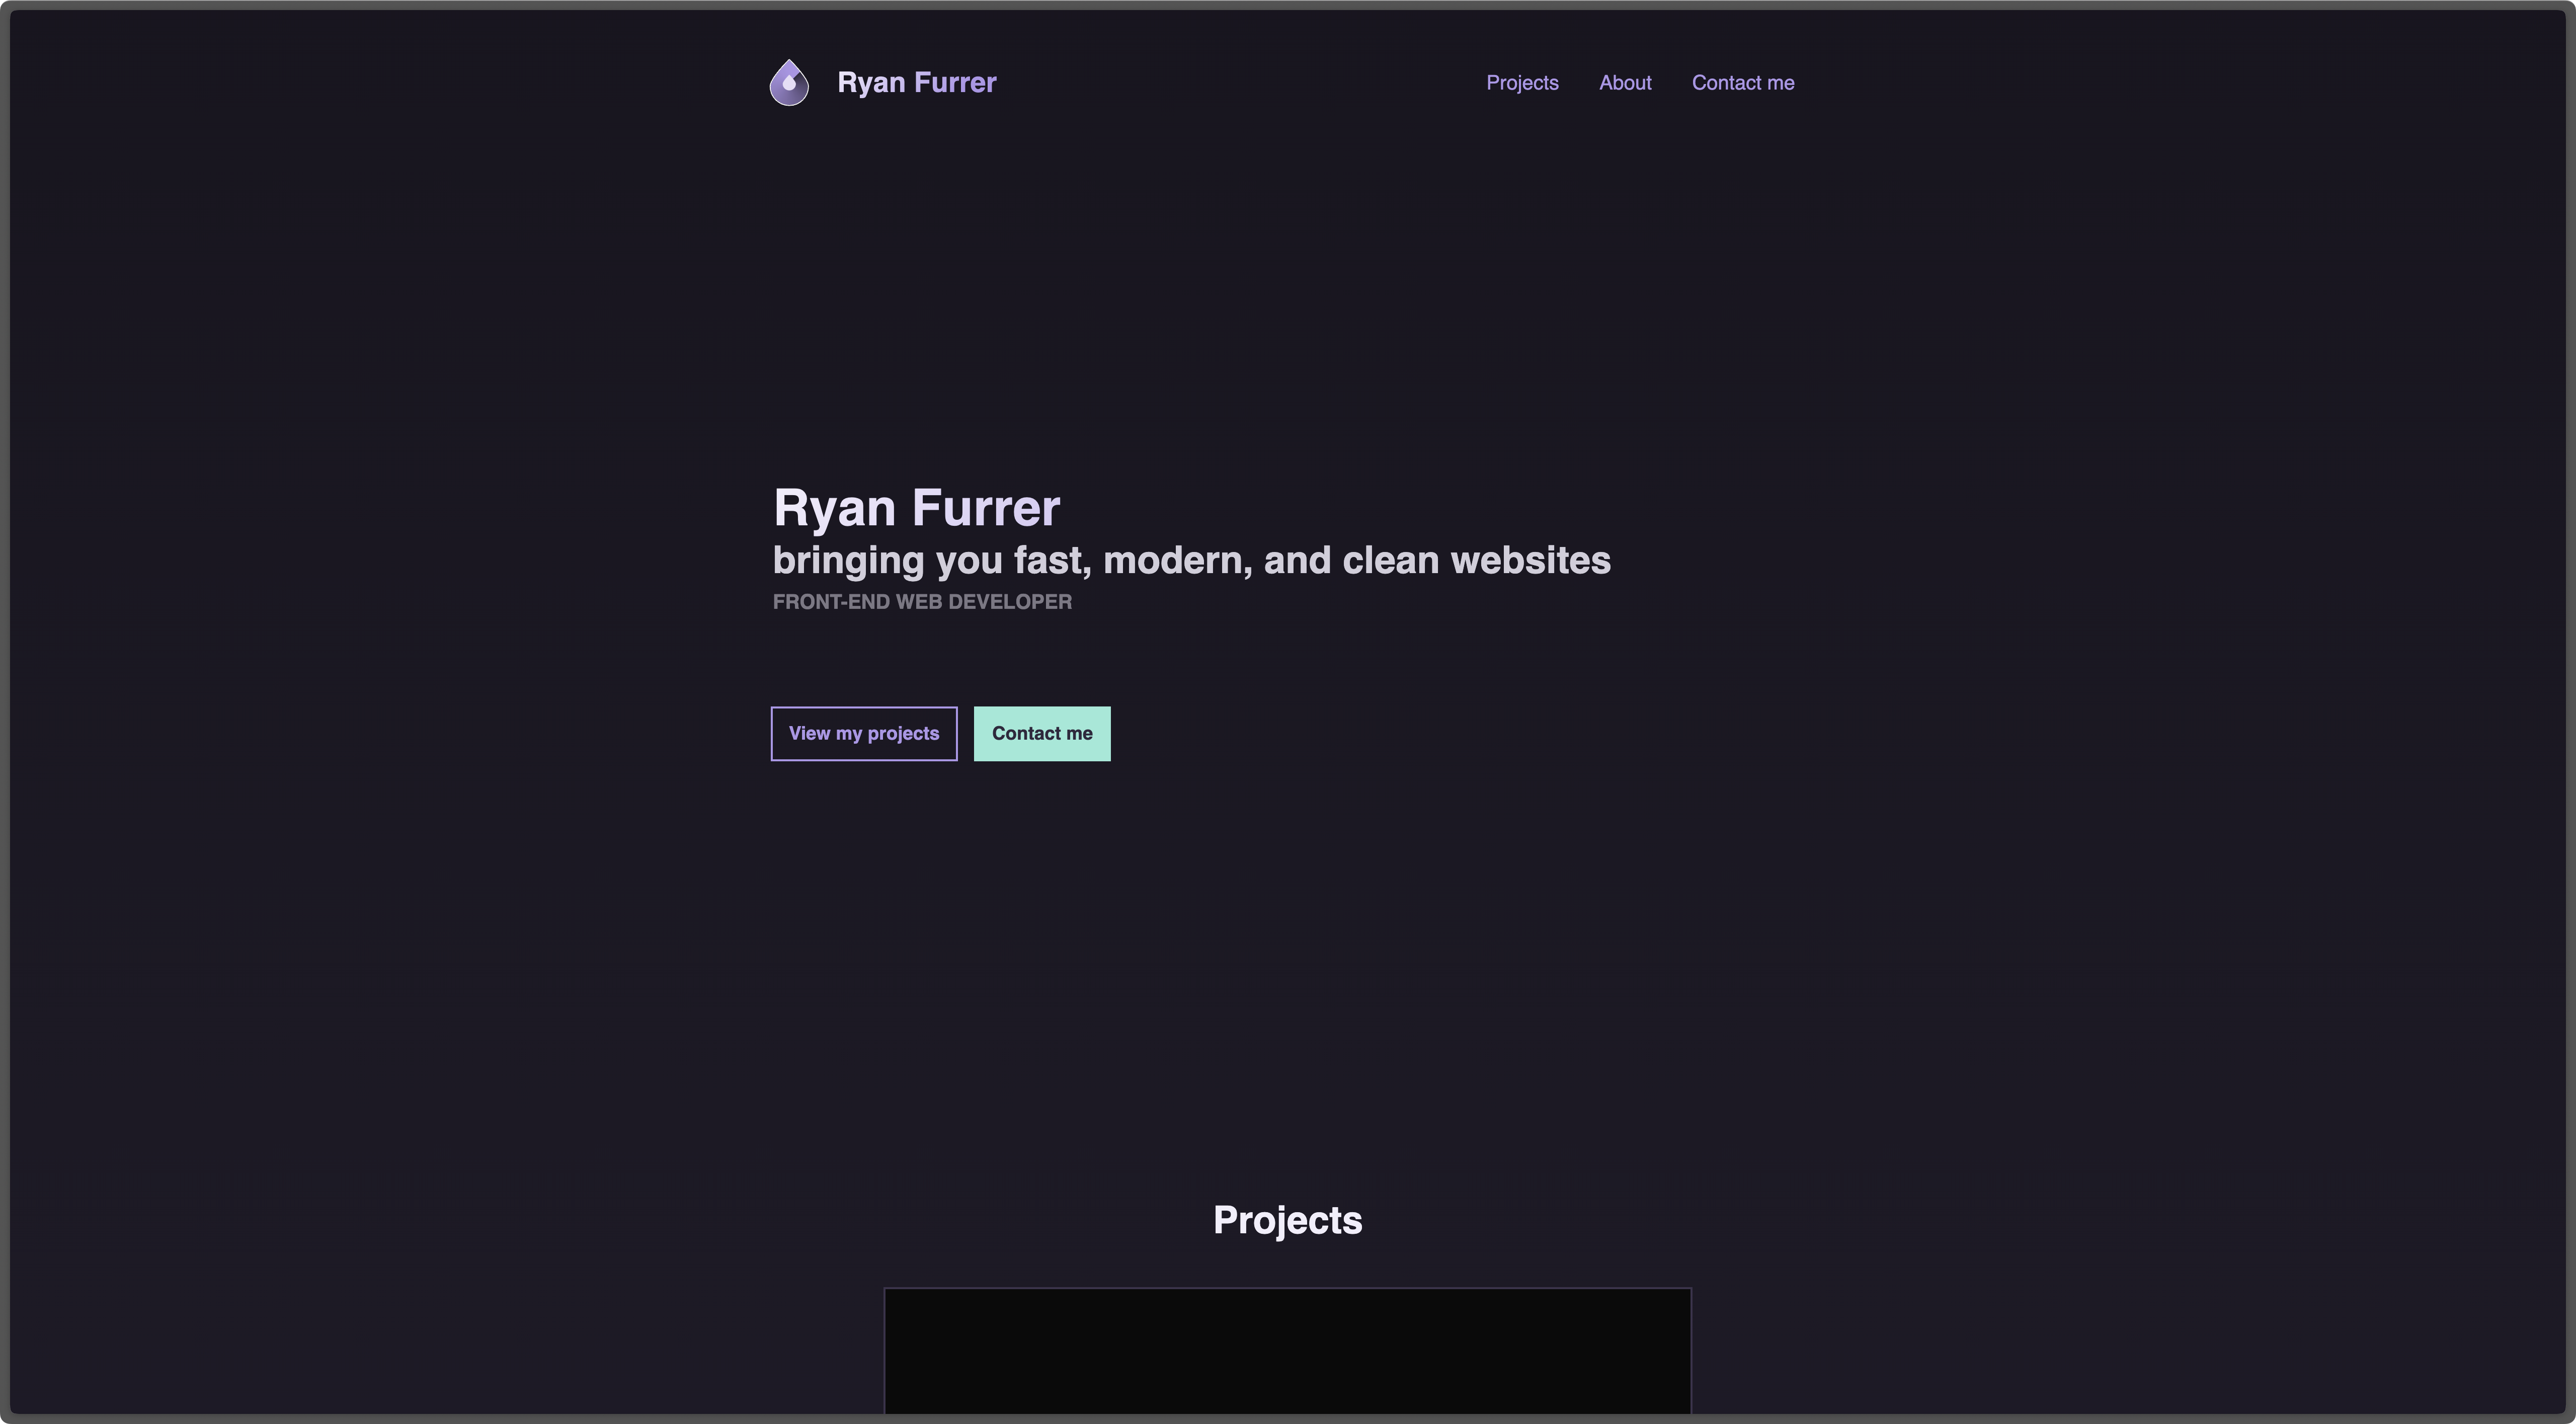 Ryan Furrer
Projects About Contact me
Ryan Furrer
bringing you fast, modern, and clean websites
FRONT-END WEB DEVELOPER
View my projects
Contact me
Projects